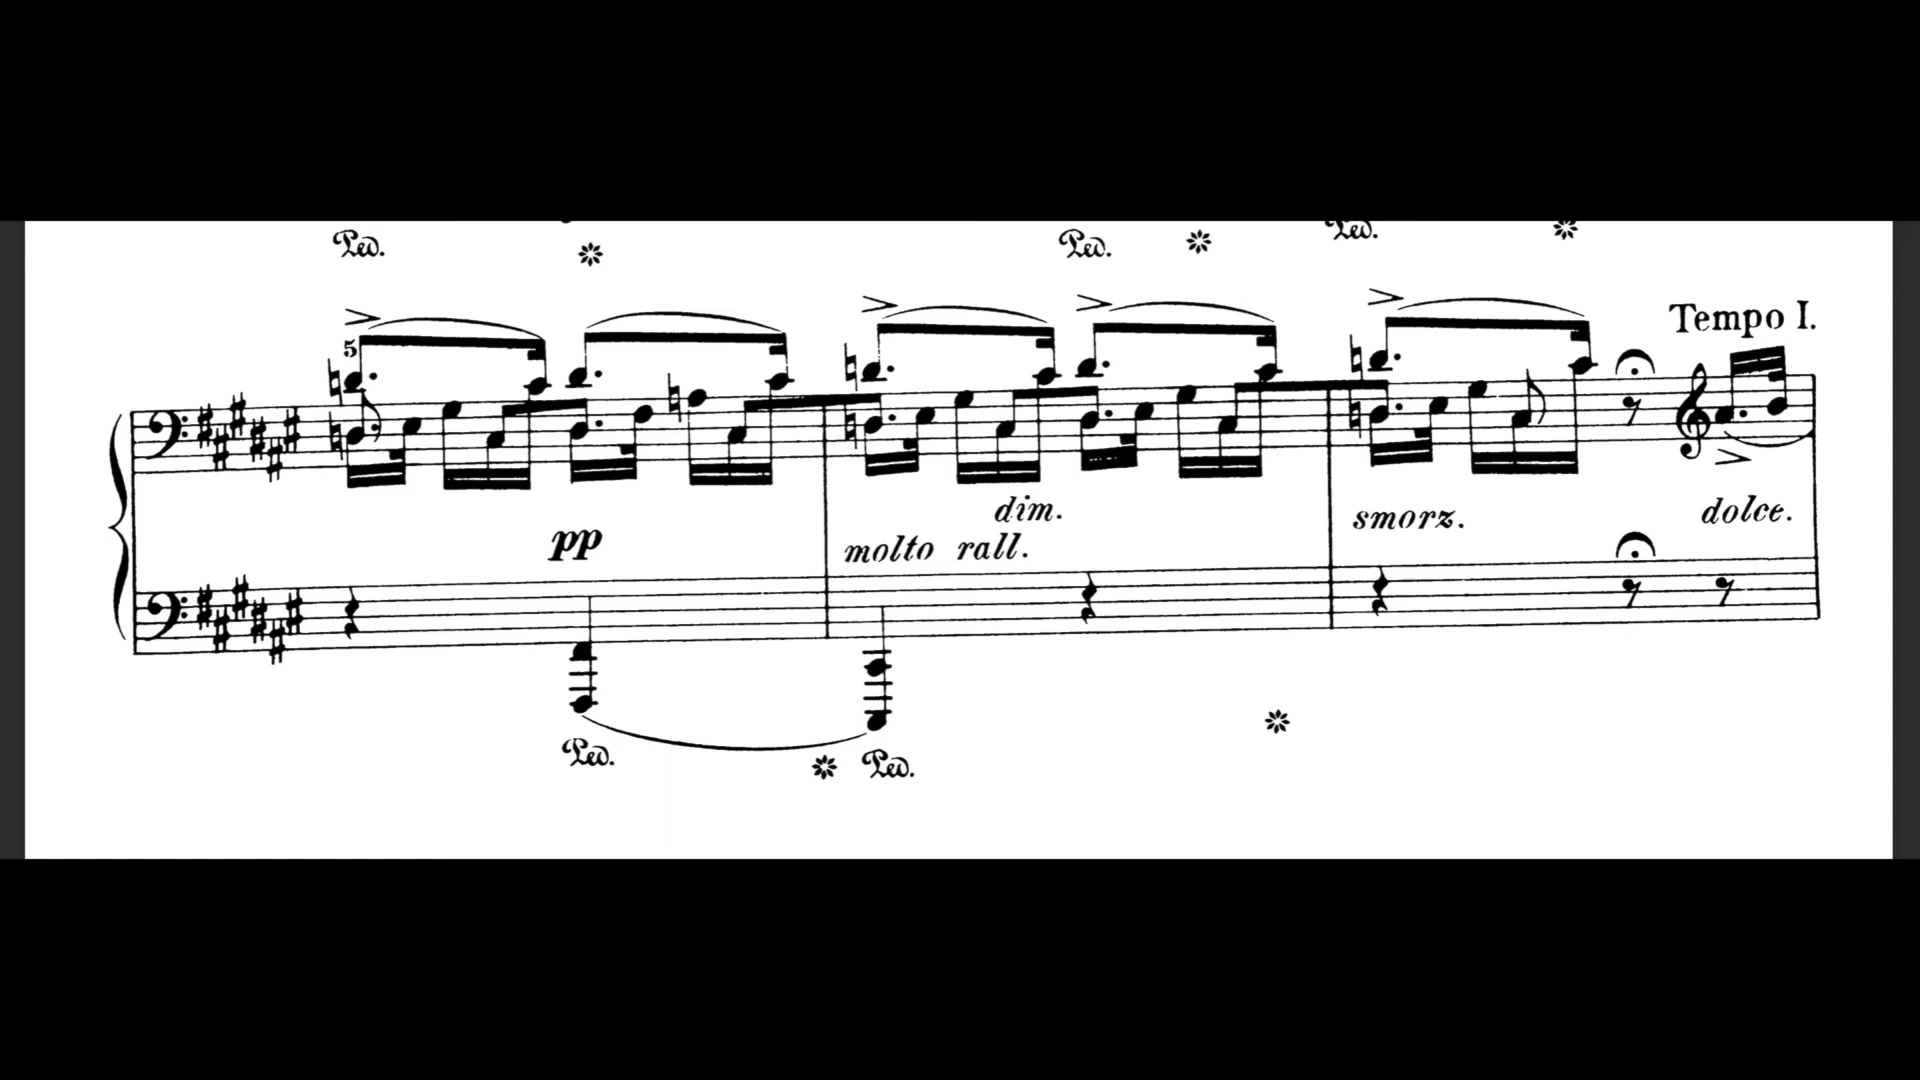 Ped. Ped. Ped.
Tempo I.
5
dim. smorz. dolce.
pp molto rall.
Ped. Ped.